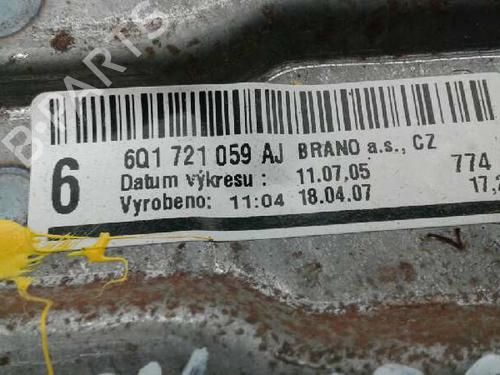 6
6Q1 721 059 AJ BRANO a.s., CZ
Datum výkresu : 11.07.05 774
Vyrobeno: 11:04 18.04.07 17,
B-PARTS